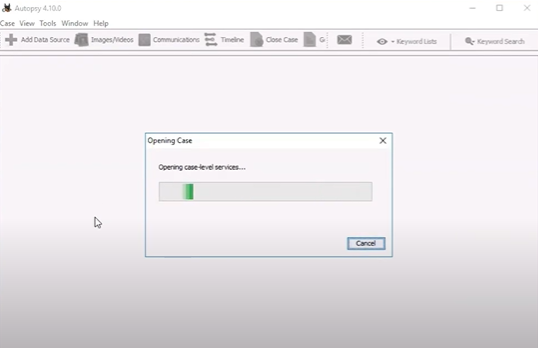 Autopsy 4.10.0
Case View Tools Window Help
Add Data Source Images/Videos Communications Timeline Close Case G Keyword Lists Keyword Search
Opening Case
Opening case-level services...
Cancel